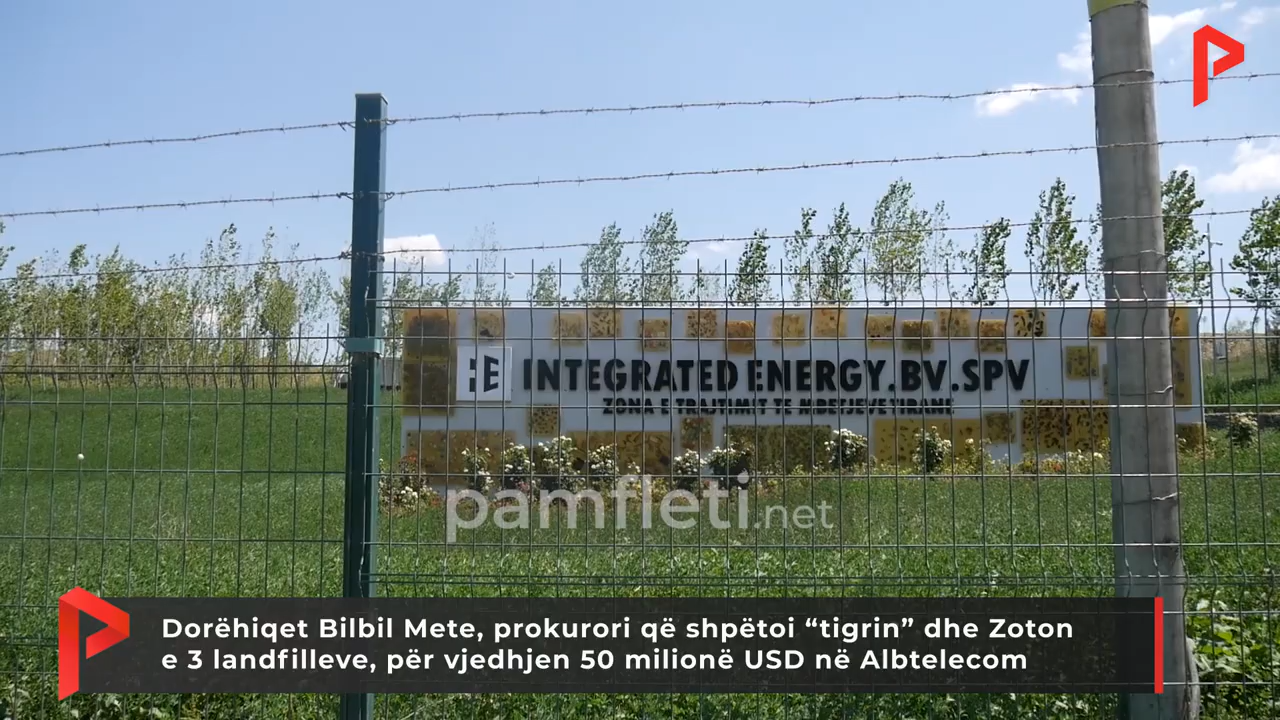 INTEGRATED ENERGY.BV.SPV
ZONA E TRAJTIMIT TE MBETJEVE TIRANE
pamfleti.net
Dorëhiqet Bilbil Mete, prokurori që shpëtoi “tigrin” dhe Zoton
e 3 landfilleve, për vjedhjen 50 milionë USD në Albtelecom